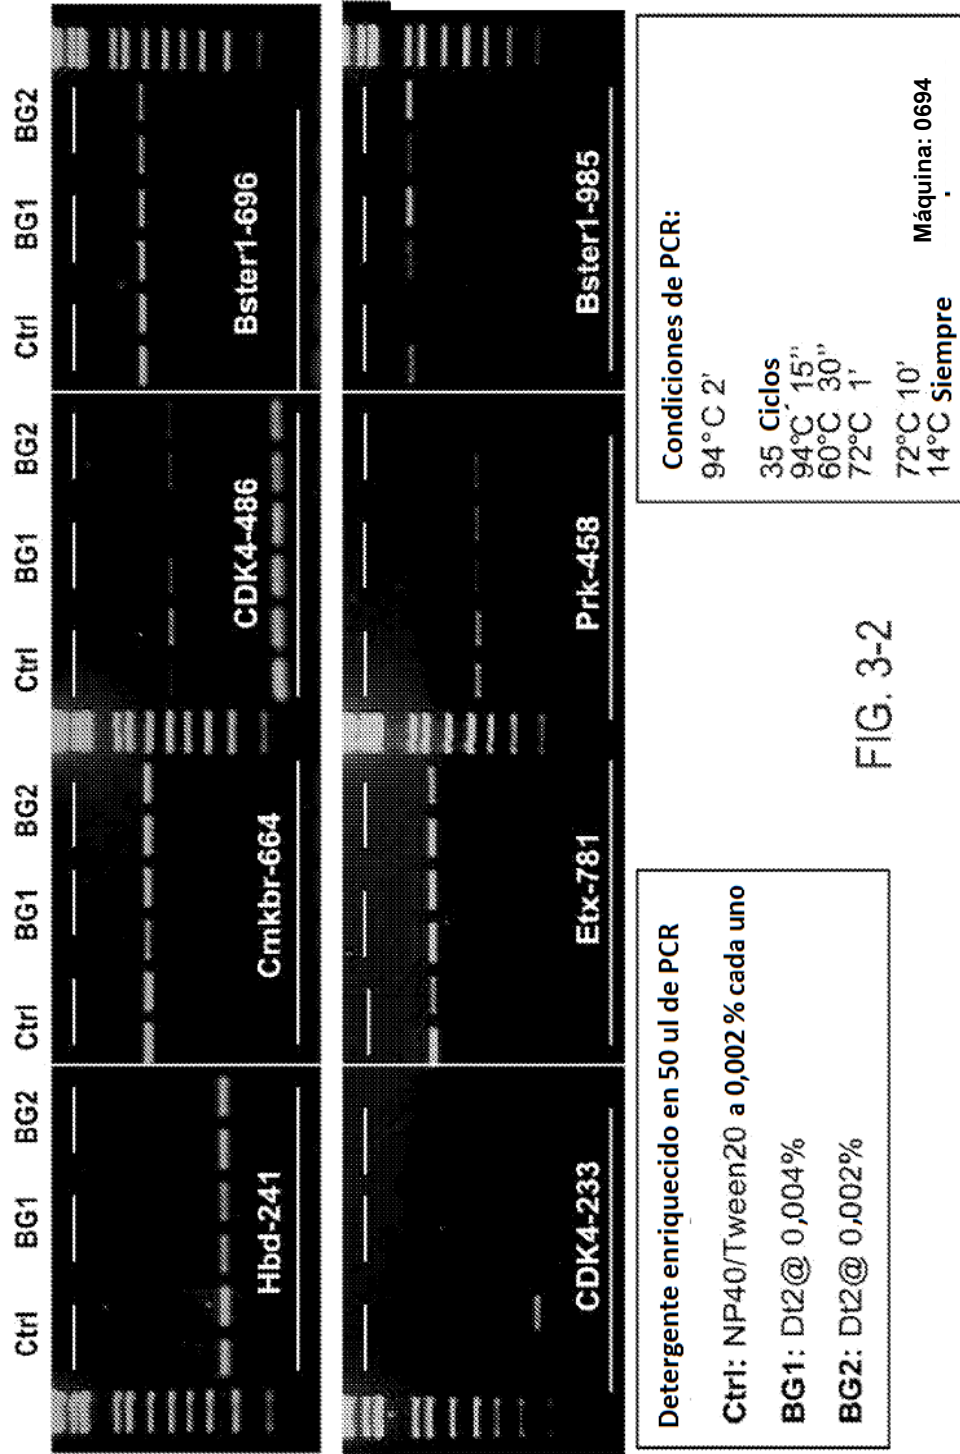 Ctrl BG1 BG2 Ctrl BG1 BG2 Ctrl BG1 BG2 Ctrl BG1 BG2
Hbd-241 Cmkbr-664 CDK4-486 Bster1-696
CDK4-233 Etx-781 Prk-458 Bster1-985
Detergente enriquecido en 50 ul de PCR
Ctrl: NP40/Tween20 a 0,002 % cada uno
BG1: Dt2@ 0,004%
BG2: Dt2@ 0,002%
Condiciones de PCR:
94°C 2'
35 Ciclos
94°C 15''
60°C 30''
72°C 1'
72°C 10'
14°C Siempre
Máquina: 0694
FIG. 3-2